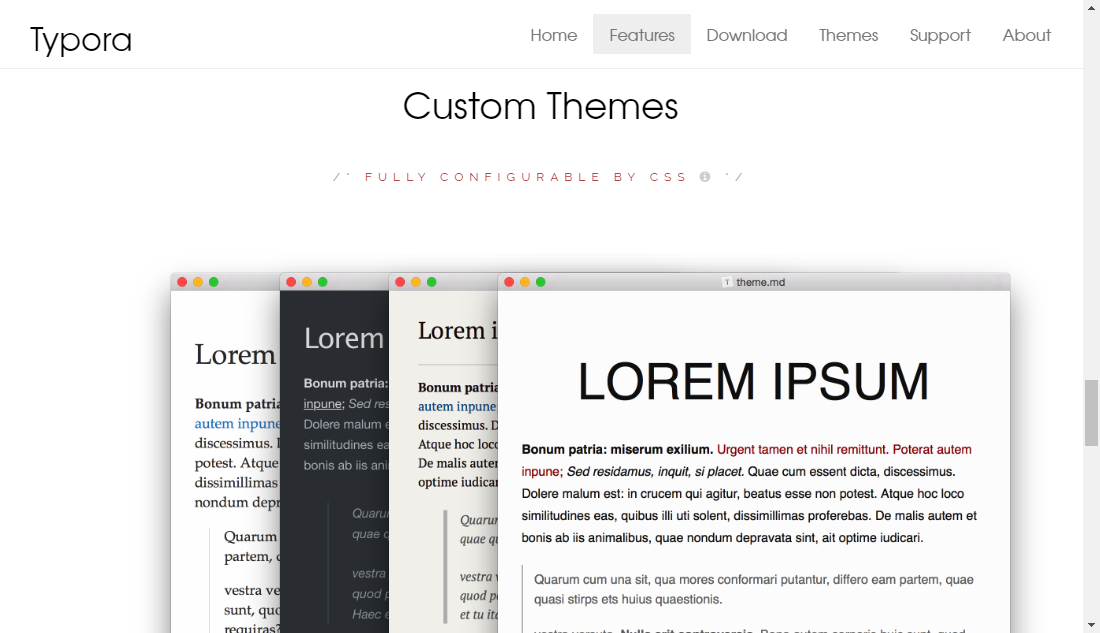 Typora
Home Features Download Themes Support About
Custom Themes
/* FULLY CONFIGURABLE BY CSS */
Lorem
Bonum patria
autem inpune
discessimus.
potest. Atque
dissimillimas
nondum depr
Quarum
partem,
vestra ve
sunt, quo
requiras?
Lorem
Bonum patria:
inpune; Sed res
Dolere malum e
similitudines ea
bonis ab iis ani
Quaru
quae q
vestra
quod p
Haec e
Lorem i
Bonum patria
autem inpune
discessimus. D
Atque hoc loco
De malis auten
optime iudicar
Quarun
quae qu
vestra v
quod pe
et tu ita
theme.md
LOREM IPSUM
Bonum patria: miserum exilium. Urgent tamen et nihil remittunt. Poterat autem
inpune; Sed residamus, inquit, si placet. Quae cum essent dicta, discessimus.
Dolere malum est: in crucem qui agitur, beatus esse non potest. Atque hoc loco
similitudines eas, quibus illi uti solent, dissimillimas proferebas. De malis autem et
bonis ab iis animalibus, quae nondum depravata sint, ait optime iudicari.
Quarum cum una sit, qua mores conformari putantur, differo eam partem, quae
quasi stirps ets huius quaestionis.